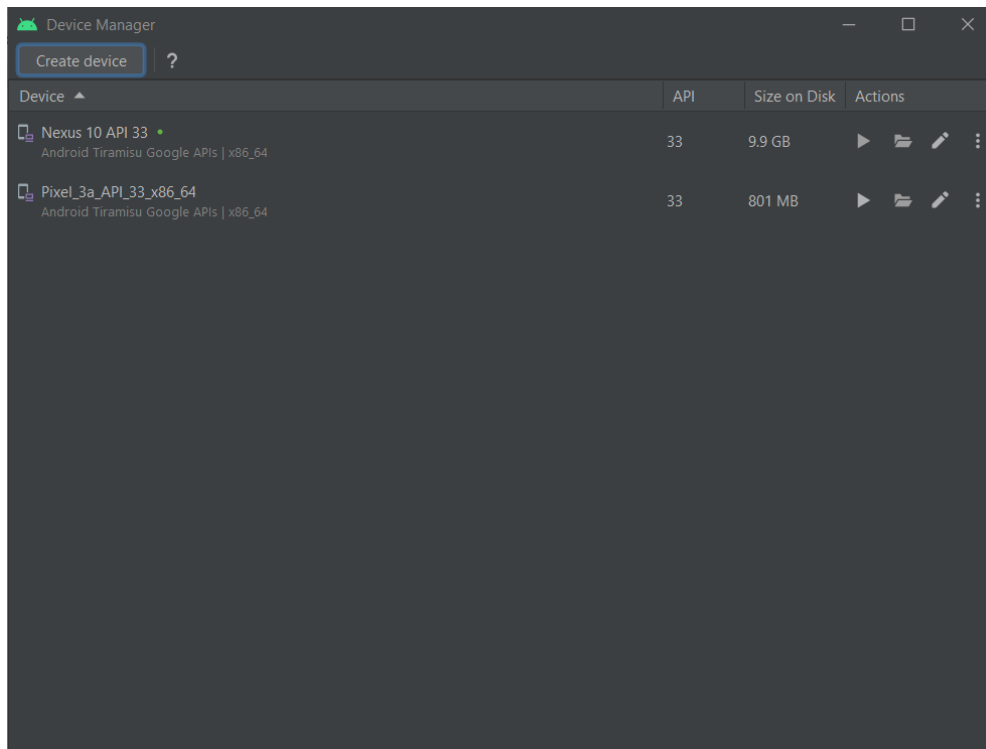 Device Manager
Create device ?
Device API Size on Disk Actions
Nexus 10 API 33
Android Tiramisu Google APIs | x86_64
33 9.9 GB
Pixel_3a_API_33_x86_64
Android Tiramisu Google APIs | x86_64
33 801 MB